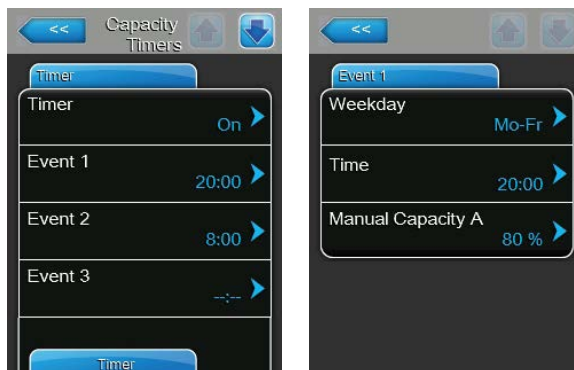 <<
Capacity
Timers
Timer
Timer
On
Event 1
20:00
Event 2
8:00
Event 3
--:--
Timer
<<
Event 1
Weekday
Mo-Fr
Time
20:00
Manual Capacity A
80 %